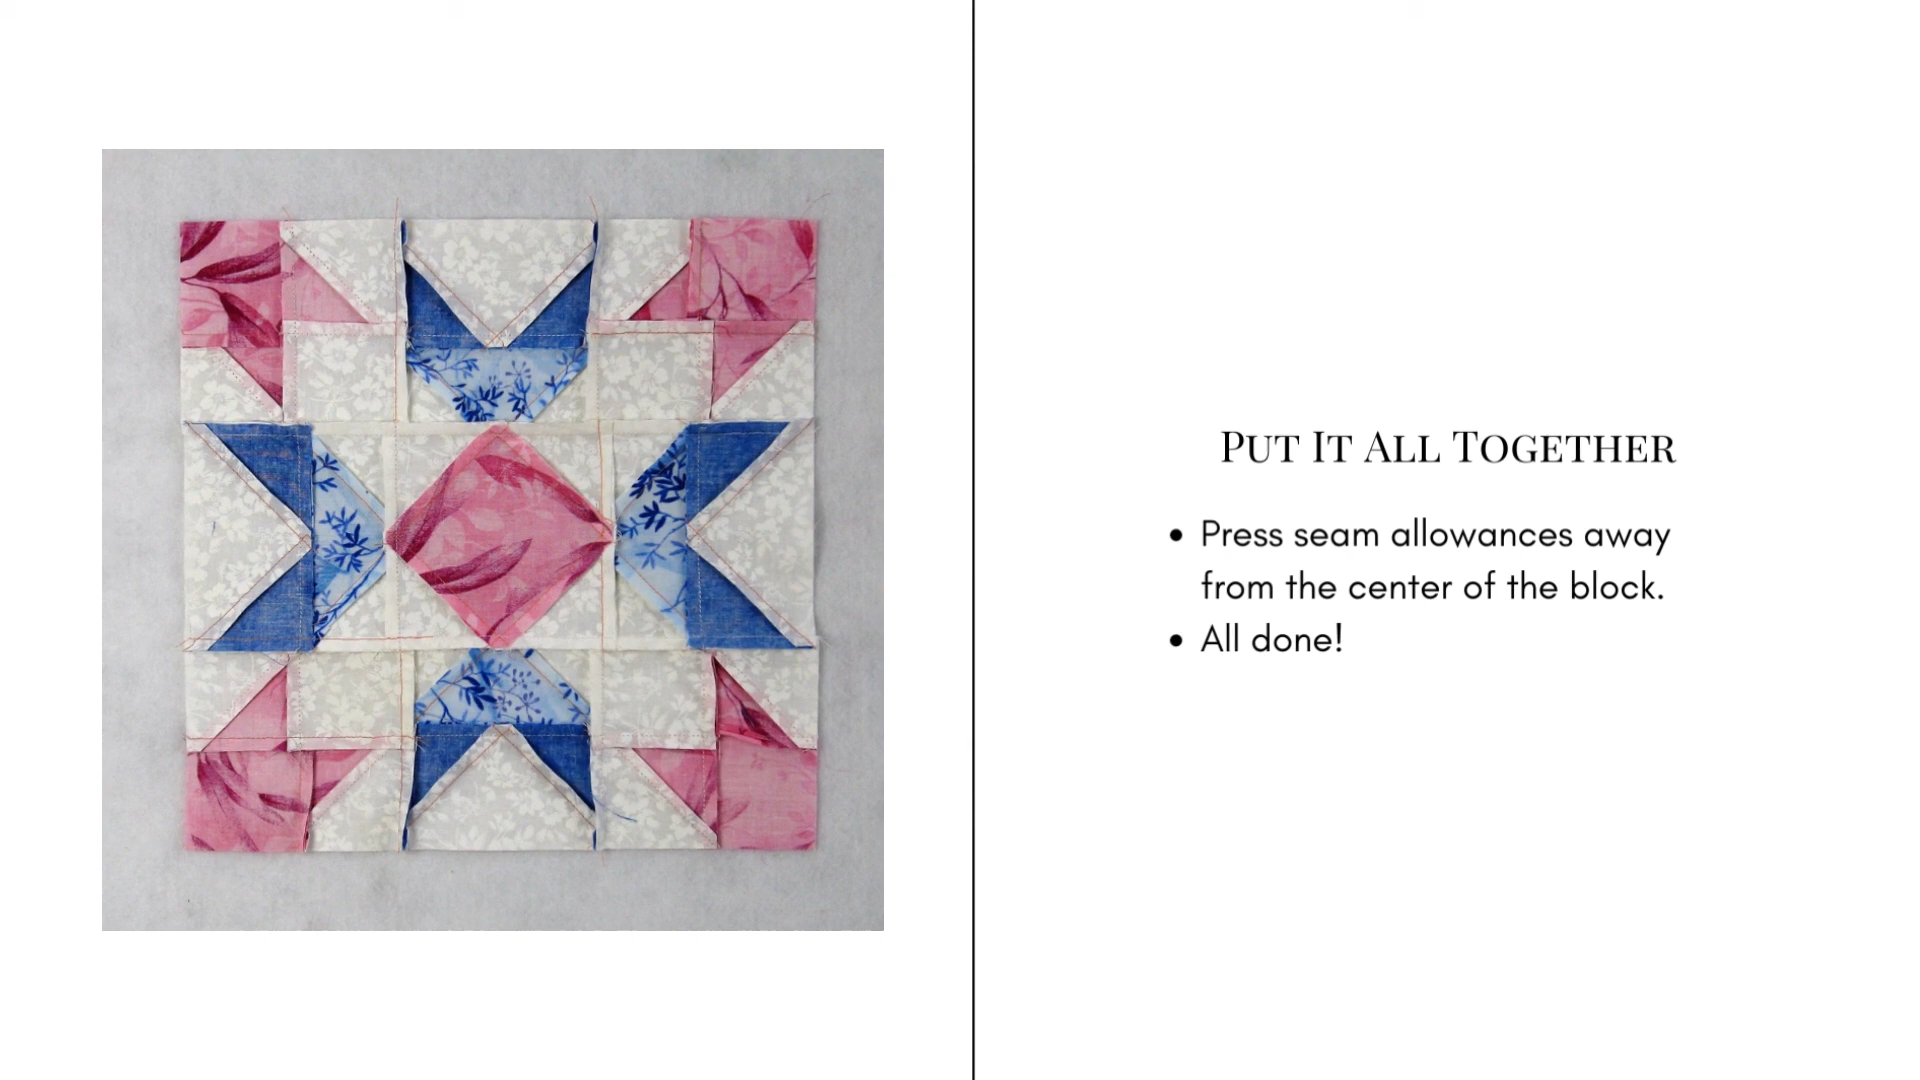 Put It All Together
• Press seam allowances away
from the center of the block.
• All done!